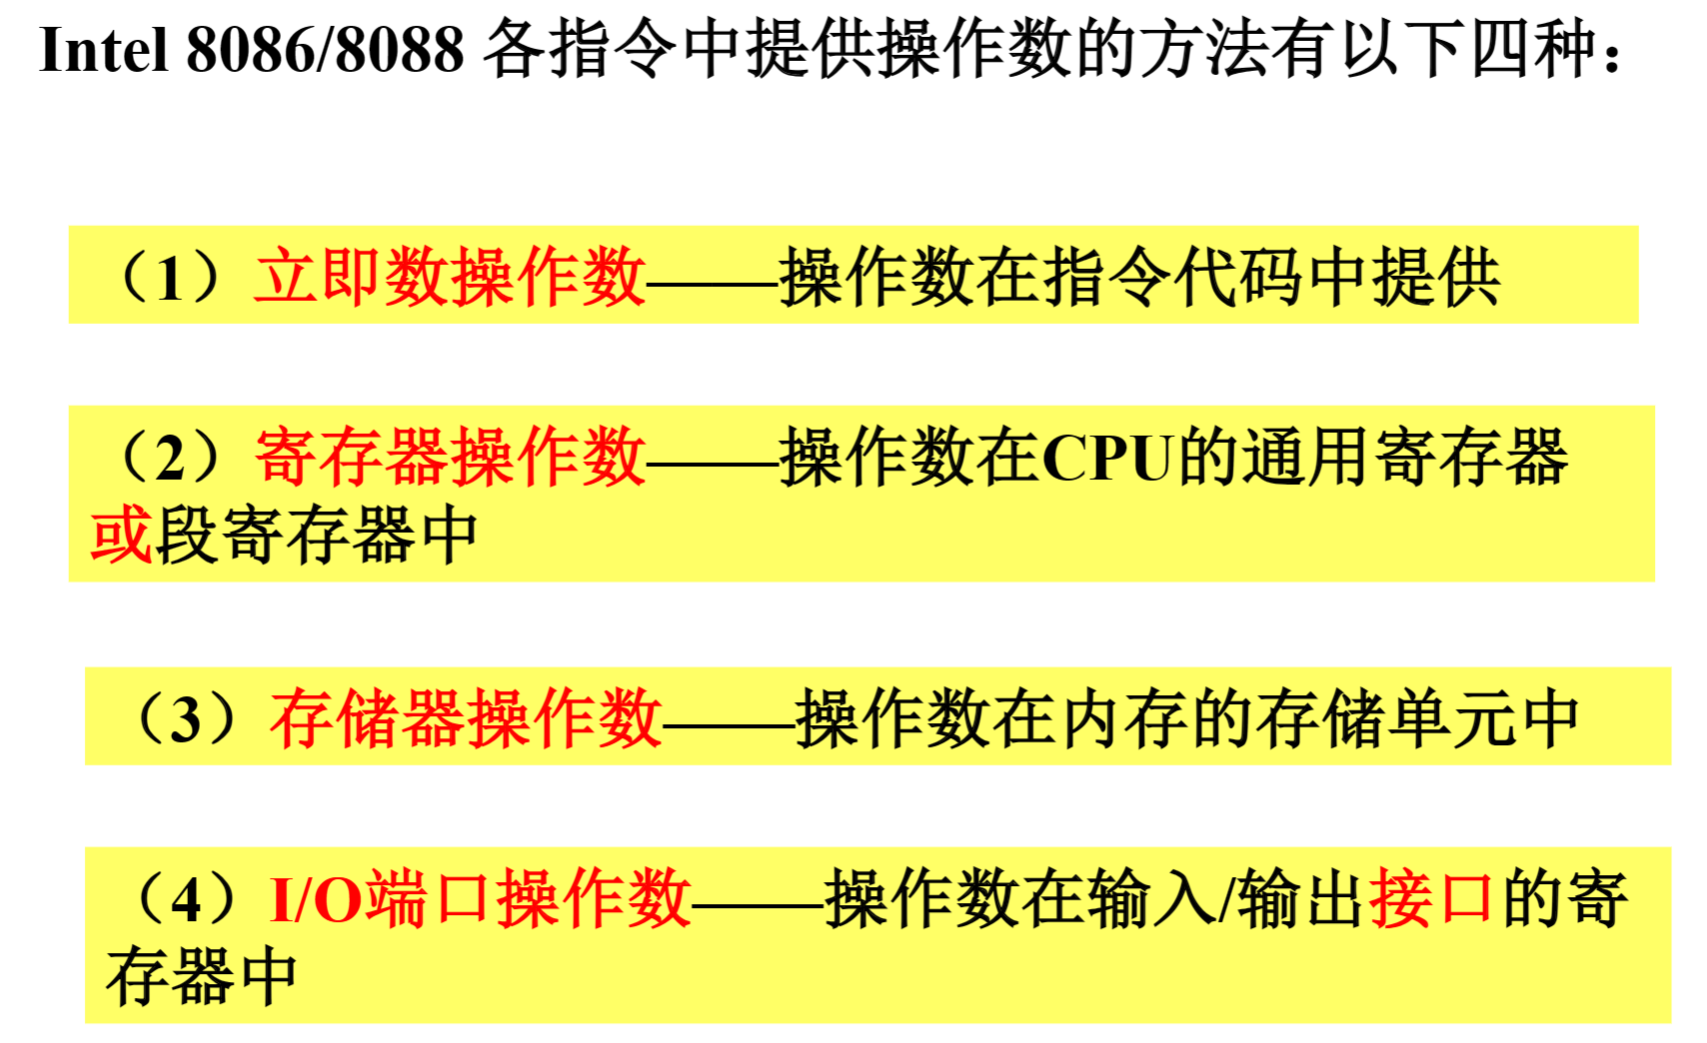 Intel 8086/8088 各指令中提供操作数的方法有以下四种：
（1）立即数操作数——操作数在指令代码中提供
（2）寄存器操作数——操作数在CPU的通用寄存器
或段寄存器中
（3）存储器操作数——操作数在内存的存储单元中
（4）I/O端口操作数——操作数在输入/输出接口的寄
存器中